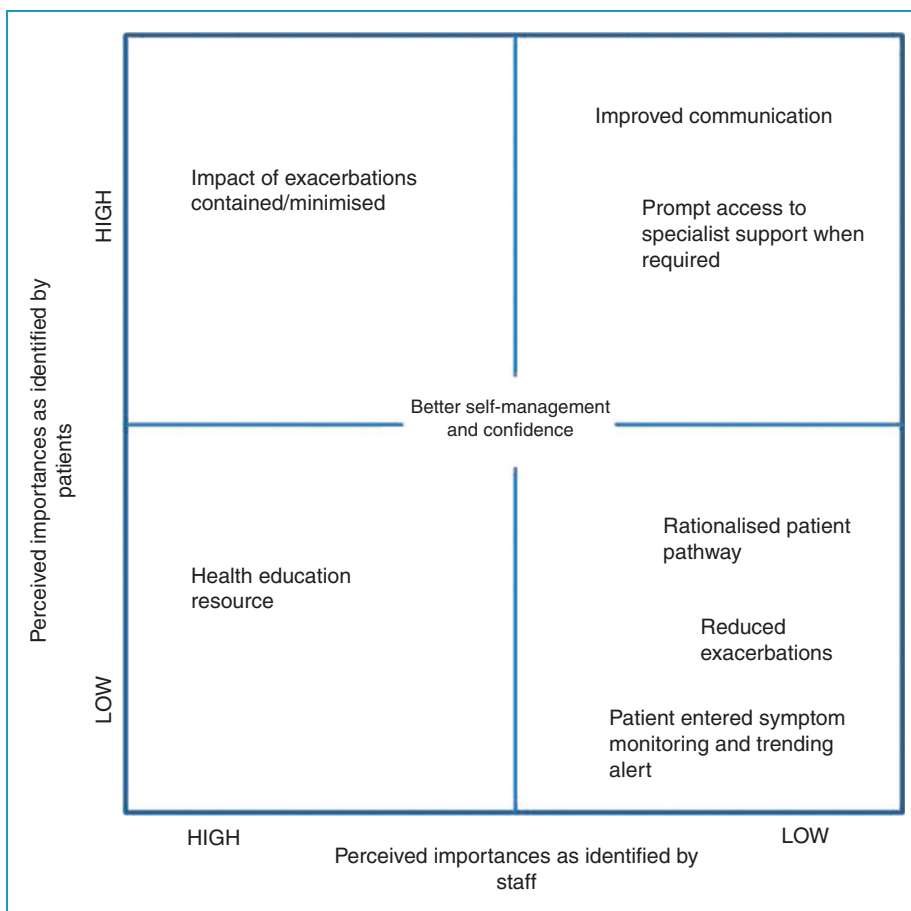 Improved communication
Impact of exacerbations
contained/minimised
Prompt access to
specialist support when
required
HIGH
Perceived importances as identified by
patients
Better self-management
and confidence
Rationalised patient
pathway
Health education
resource
Reduced
exacerbations
LOW
Patient entered symptom
monitoring and trending
alert
HIGH
LOW
Perceived importances as identified by
staff